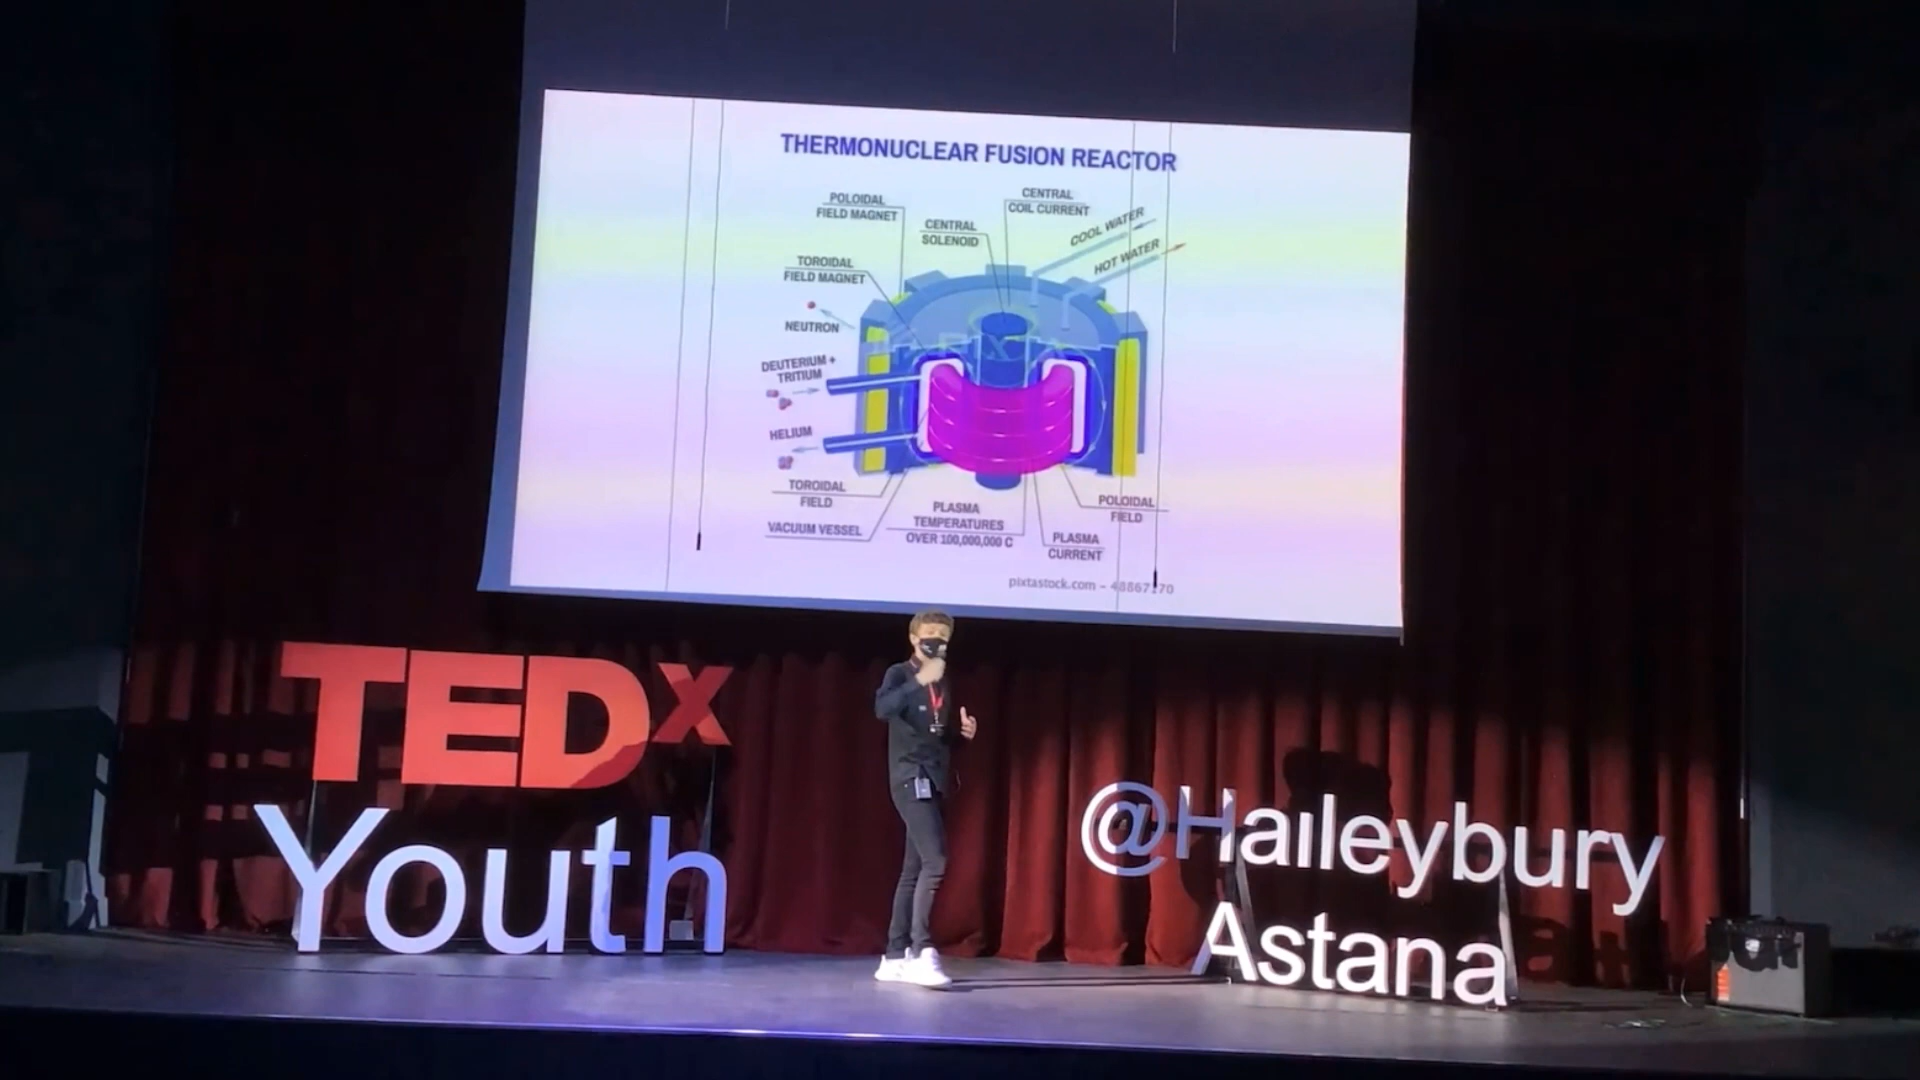 THERMONUCLEAR FUSION REACTOR
POLOIDAL
FIELD MAGNET
CENTRAL
COIL CURRENT
CENTRAL
SOLENOID
COOL WATER
HOT WATER
TOROIDAL
FIELD MAGNET
NEUTRON
DEUTERIUM +
TRITIUM
HELIUM
TOROIDAL
FIELD
VACUUM VESSEL
PLASMA
TEMPERATURES
OVER 100,000,000 C
PLASMA
CURRENT
POLOIDAL
FIELD
pixtastock.com - 48867170
TEDx
Youth
@Haileybury
Astana